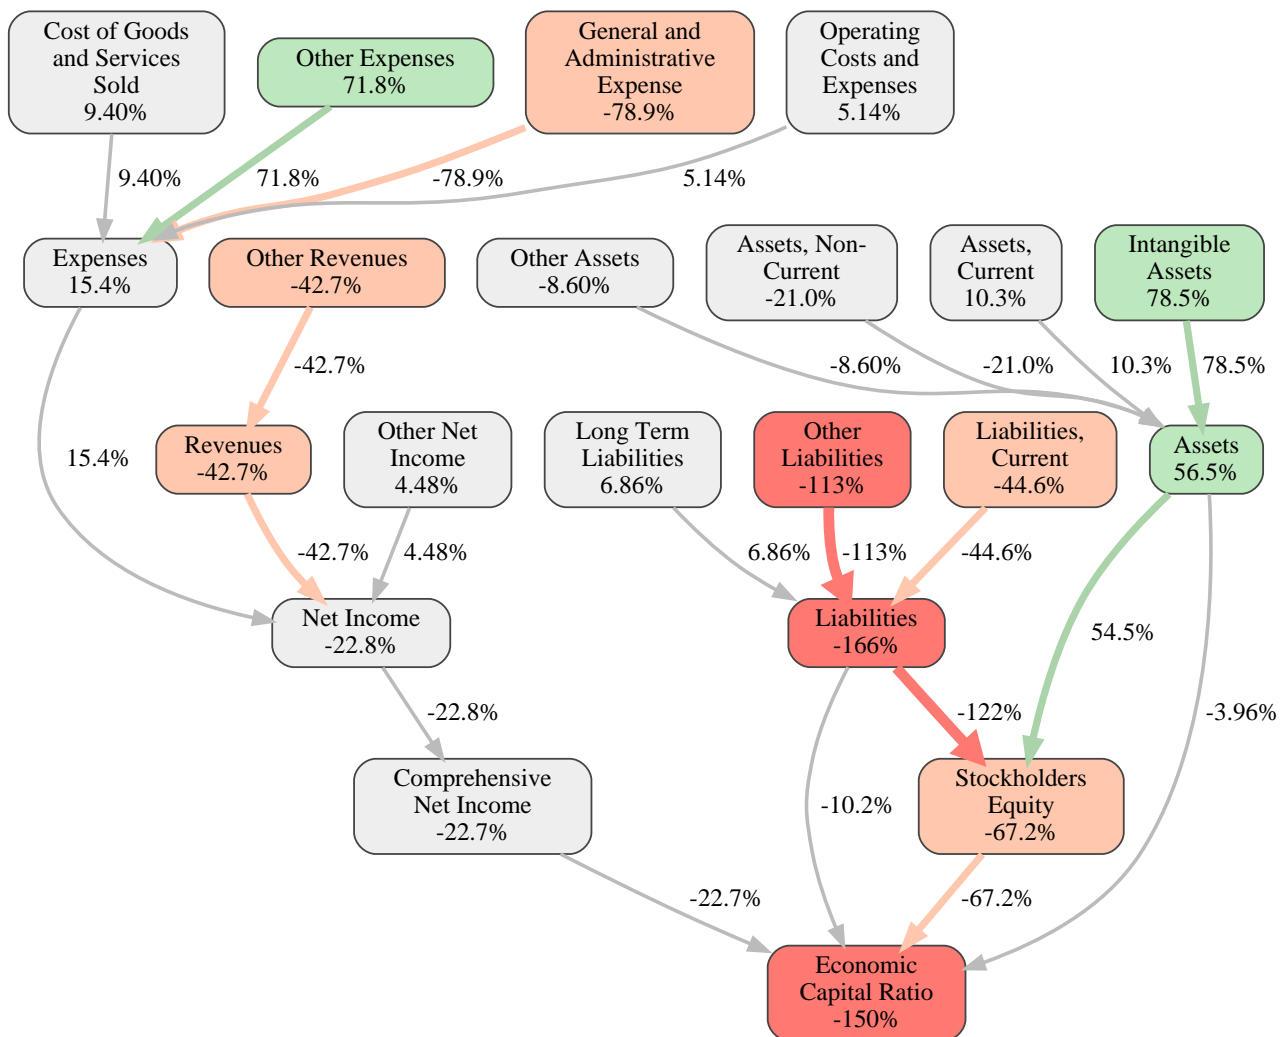 Cost of Goods
and Services
Sold
9.40%
Other Expenses
71.8%
General and
Administrative
Expense
-78.9%
Operating
Costs and
Expenses
5.14%
9.40%
71.8%
-78.9%
5.14%
Expenses
15.4%
Other Revenues
-42.7%
Other Assets
-8.60%
Assets, Non-
Current
-21.0%
Assets,
Current
10.3%
Intangible
Assets
78.5%
-42.7%
-8.60%
-21.0%
10.3%
78.5%
15.4%
Revenues
-42.7%
Other Net
Income
4.48%
Long Term
Liabilities
6.86%
Other
Liabilities
-113%
Liabilities,
Current
-44.6%
Assets
56.5%
-42.7%
4.48%
6.86%
-113%
-44.6%
54.5%
Net Income
-22.8%
Liabilities
-166%
-22.8%
-122%
-3.96%
Comprehensive
Net Income
-22.7%
-10.2%
Stockholders
Equity
-67.2%
-22.7%
-67.2%
Economic
Capital Ratio
-150%